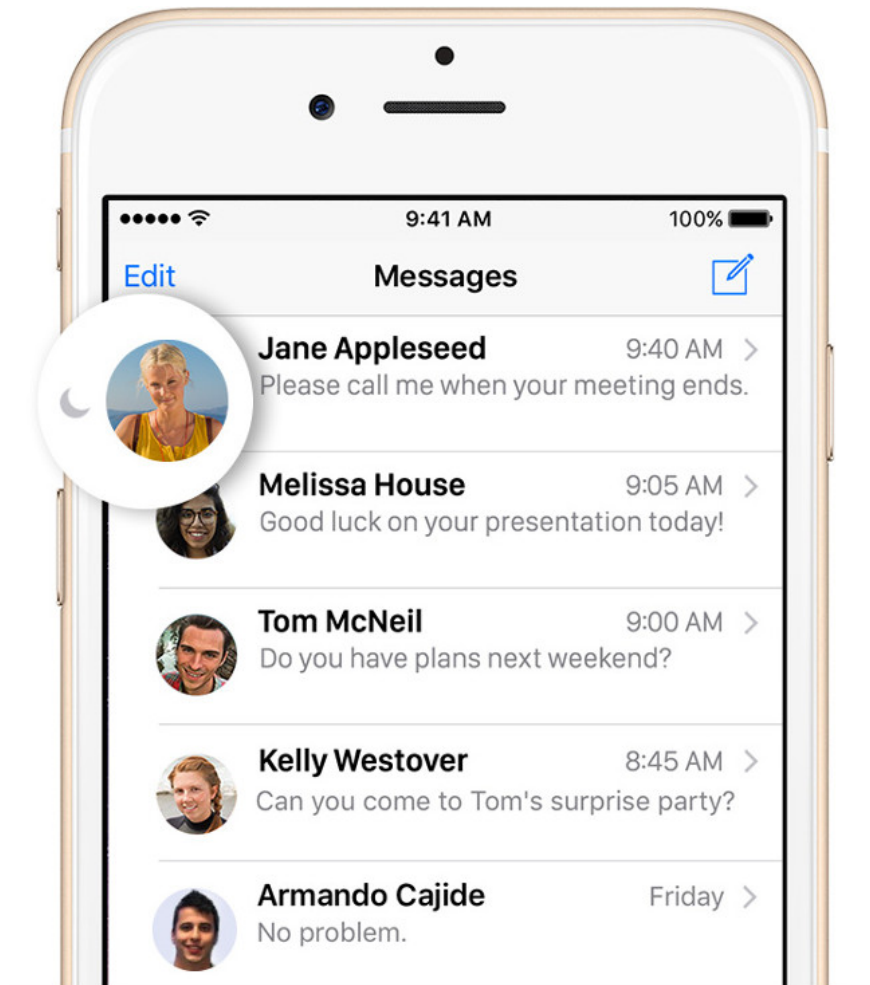 9:41 AM 100%
Edit Messages
Jane Appleseed 9:40 AM
Please call me when your meeting ends.
Melissa House 9:05 AM
Good luck on your presentation today!
Tom McNeil 9:00 AM
Do you have plans next weekend?
Kelly Westover 8:45 AM
Can you come to Tom's surprise party?
Armando Cajide Friday
No problem.